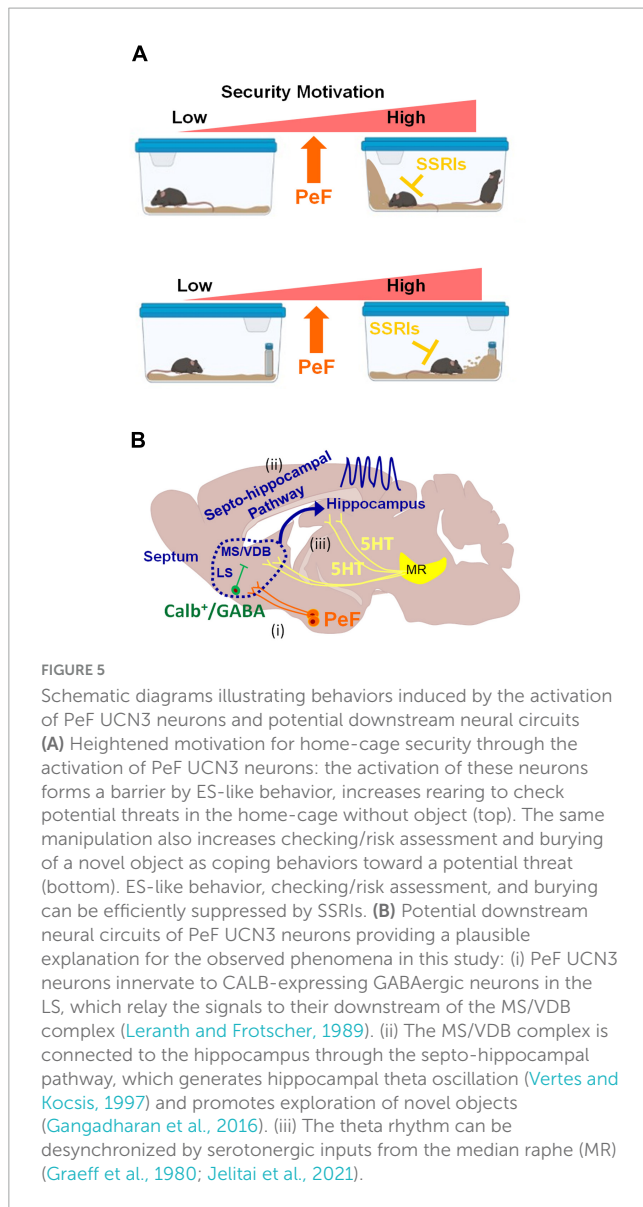 A
Security Motivation
Low
High
SSRIs
PeF
Low
High
SSRIs
PeF
B
(ii)
Septo-hippocampal
Pathway
Hippocampus
Septum
MS/VDB
(iii)
5HT
LS
5HT
MR
Calb⁺/GABA
PeF
(i)
FIGURE 5
Schematic diagrams illustrating behaviors induced by the activation
of PeF UCN3 neurons and potential downstream neural circuits
(A) Heightened motivation for home-cage security through the
activation of PeF UCN3 neurons: the activation of these neurons
forms a barrier by ES-like behavior, increases rearing to check
potential threats in the home-cage without object (top). The same
manipulation also increases checking/risk assessment and burying
of a novel object as coping behaviors toward a potential threat
(bottom). ES-like behavior, checking/risk assessment, and burying
can be efficiently suppressed by SSRIs. (B) Potential downstream
neural circuits of PeF UCN3 neurons providing a plausible
explanation for the observed phenomena in this study: (i) PeF UCN3
neurons innervate to CALB-expressing GABAergic neurons in the
LS, which relay the signals to their downstream of the MS/VDB
complex (Leranth and Frotscher, 1989). (ii) The MS/VDB complex is
connected to the hippocampus through the septo-hippocampal
pathway, which generates hippocampal theta oscillation (Vertes and
Kocsis, 1997) and promotes exploration of novel objects
(Gangadharan et al., 2016). (iii) The theta rhythm can be
desynchronized by serotonergic inputs from the median raphe (MR)
(Graeff et al., 1980; Jelitai et al., 2021).